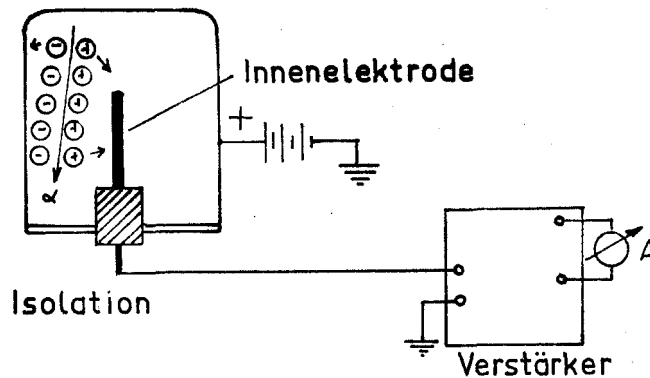 Innenelektrode
+
α
Isolation
A
Verstärker